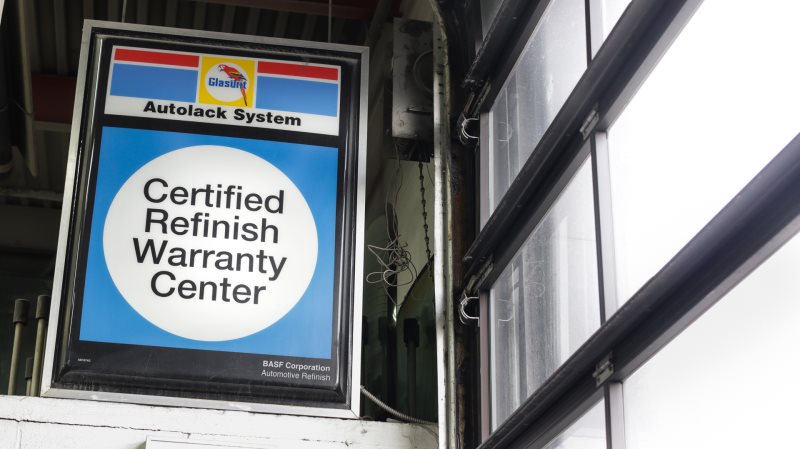 Glasurit
Autolack System
Certified
Refinish
Warranty
Center
BASF Corporation
Automotive Refinish